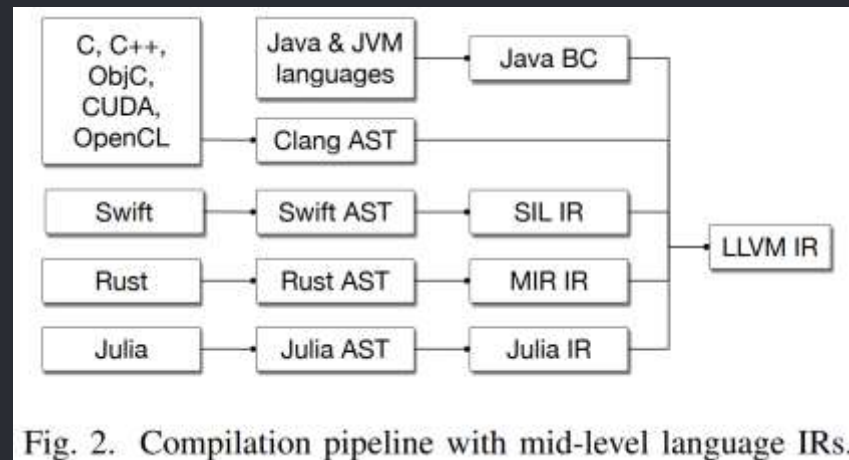 C, C++,
ObjC,
CUDA,
OpenCL
Java & JVM
languages
Java BC
Clang AST
Swift
Swift AST
SIL IR
LLVM IR
Rust
Rust AST
MIR IR
Julia
Julia AST
Julia IR
Fig. 2. Compilation pipeline with mid-level language IRs.